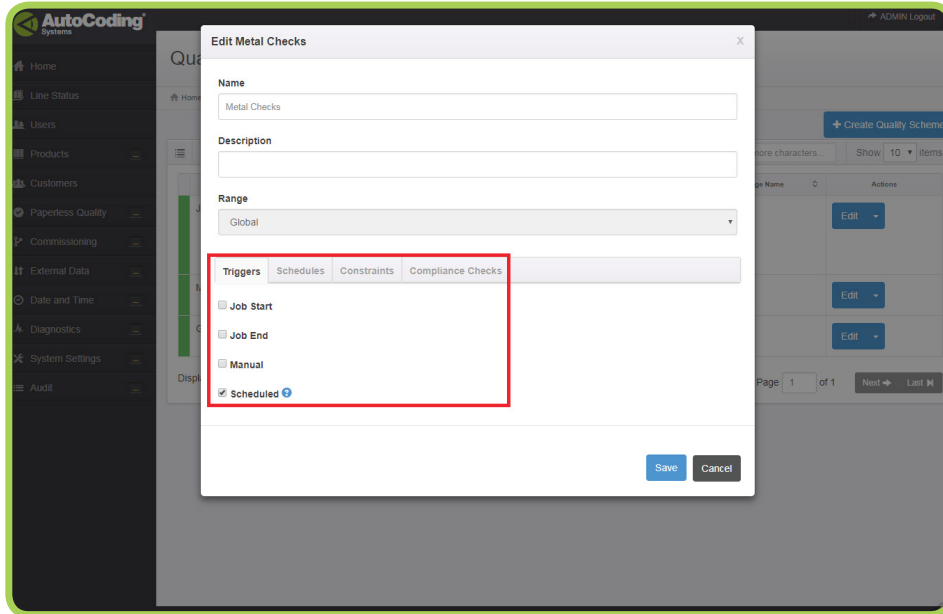 AutoCoding
Systems
ADMIN Logout
Home
Line Status
Users
Products
Customers
Paperless Quality
Commissioning
External Data
Date and Time
Diagnostics
System Settings
Audit
Qua
Home
+ Create Quality Scheme
more characters...
Show 10 items
ge Name
Actions
Edit
Edit
Edit
Displ
Page 1 of 1
Next
Last
Edit Metal Checks
X
Name
Metal Checks
Description
Range
Global
Triggers Schedules Constraints Compliance Checks
Job Start
Job End
Manual
Scheduled ?
Save Cancel